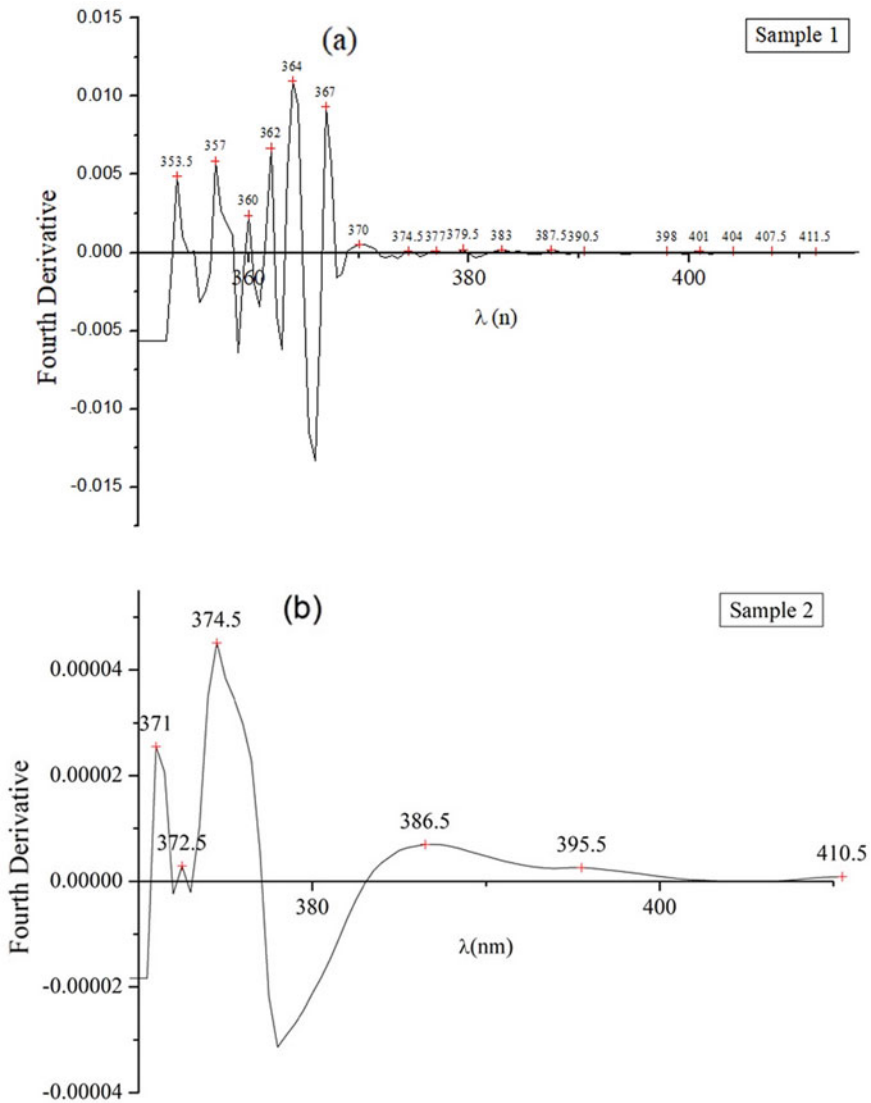 0.015
(a)
Sample 1
364
0.010
367
362
357
353.5
0.005
360
370
374.5 377 379.5 383 387.5 390.5 398 401 404 407.5 411.5
0.000
360 380 400
λ (n)
-0.005
-0.010
-0.015
Fourth Derivative
(b)
Sample 2
374.5
0.00004
371
0.00002
372.5
386.5
395.5
410.5
0.00000
380 400
λ(nm)
-0.00002
-0.00004
Fourth Derivative